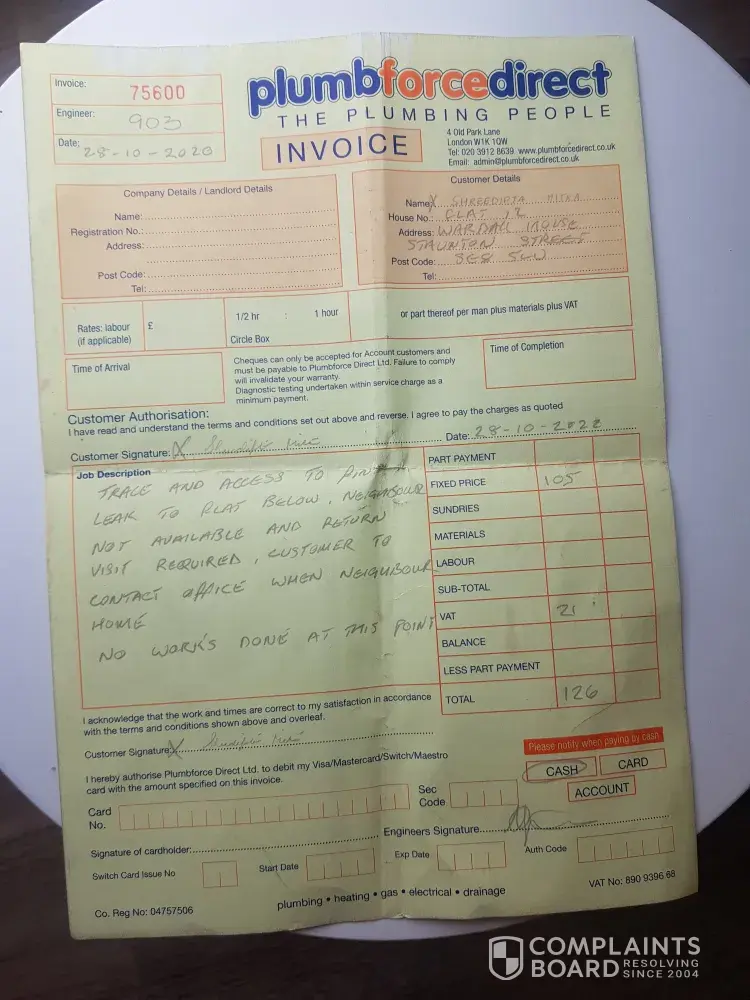 Invoice: 75600
Engineer: 903
Date: 28-10-2020
plumbforcedirect
THE PLUMBING PEOPLE
INVOICE
4 Old Park Lane
London W1K 1QW
Tel: 020 3912 8639 www.plumbforcedirect.co.uk
Email: admin@plumbforcedirect.co.uk
Company Details / Landlord Details
Name:
Registration No.:
Address:
Post Code:
Tel:
Customer Details
Name: X
House No.: FLAT 12
Address: HOUSE
STAUNTON STREET
Post Code: SE8
Tel:
Rates: labour
(if applicable)
£
1/2 hr : 1 hour
Circle Box
or part thereof per man plus materials plus VAT
Time of Arrival
Cheques can only be accepted for Account customers and
must be payable to Plumbforce Direct Ltd. Failure to comply
will invalidate your warranty.
Diagnostic testing undertaken within service charge as a
minimum payment.
Time of Completion
Customer Authorisation:
I have read and understand the terms and conditions set out above and reverse. I agree to pay the charges as quoted
Customer Signature: X
Date: 28-10-2020
Job Description
TRACE AND ACCESS TO
LEAK TO FLAT BELOW, NEIGHBOUR
NOT AVAILABLE AND RETURN
VISIT REQUIRED, CUSTOMER TO
CONTACT OFFICE WHEN NEIGHBOUR
HOME
NO WORK'S DONE AT THIS POINT
PART PAYMENT
FIXED PRICE 105
SUNDRIES
MATERIALS
LABOUR
SUB-TOTAL
VAT 21
BALANCE
LESS PART PAYMENT
TOTAL 126
I acknowledge that the work and times are correct to my satisfaction in accordance
with the terms and conditions shown above and overleaf.
Customer Signature: X
Please notify when paying by cash
CASH CARD
ACCOUNT
I hereby authorise Plumbforce Direct Ltd. to debit my Visa/Mastercard/Switch/Maestro
card with the amount specified on this invoice.
Card
No.
Sec
Code
Engineers Signature
Signature of cardholder:
Switch Card Issue No
Start Date
Exp Date
Auth Code
Co. Reg No: 04757506
plumbing • heating • gas • electrical • drainage
VAT No: 890 9396 68
COMPLAINTS
BOARD RESOLVING
SINCE 2004